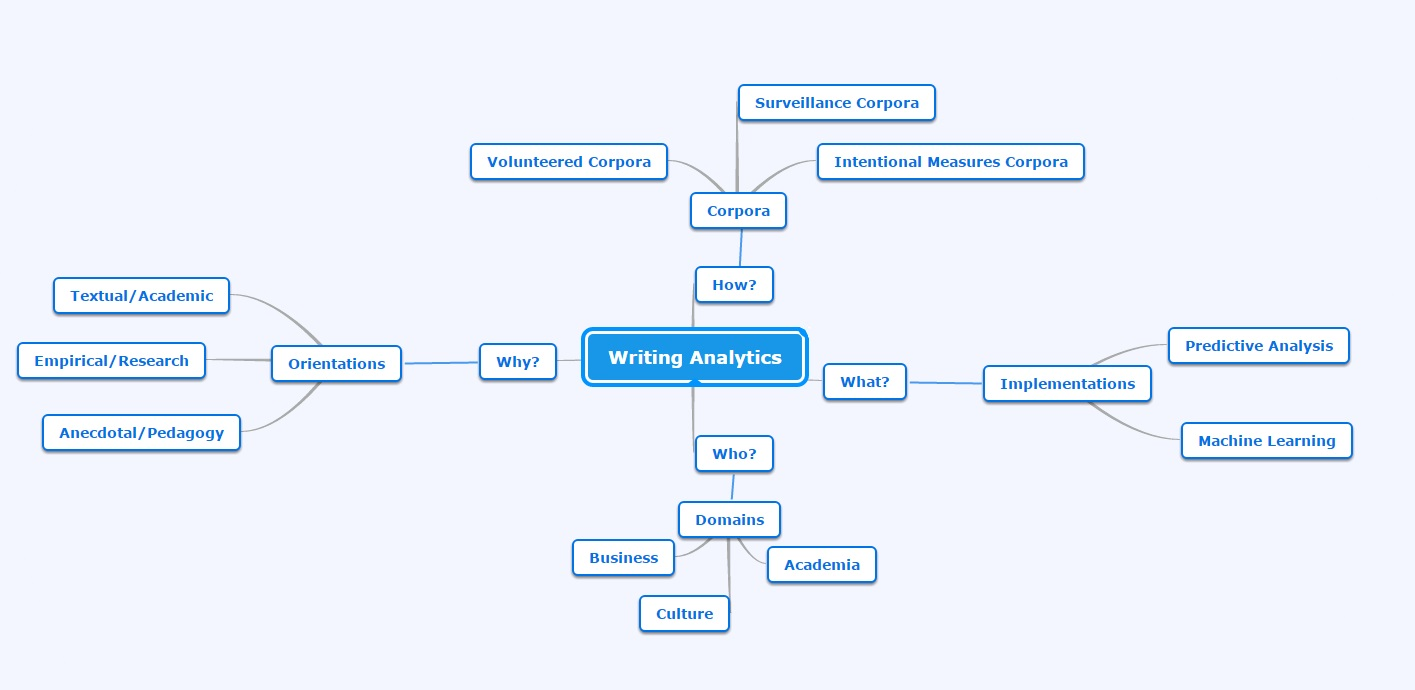 Surveillance Corpora
Volunteered Corpora
Intentional Measures Corpora
Corpora
How?
Textual/Academic
Empirical/Research
Orientations
Why?
Writing Analytics
What?
Implementations
Predictive Analysis
Anecdotal/Pedagogy
Machine Learning
Who?
Domains
Business
Academia
Culture